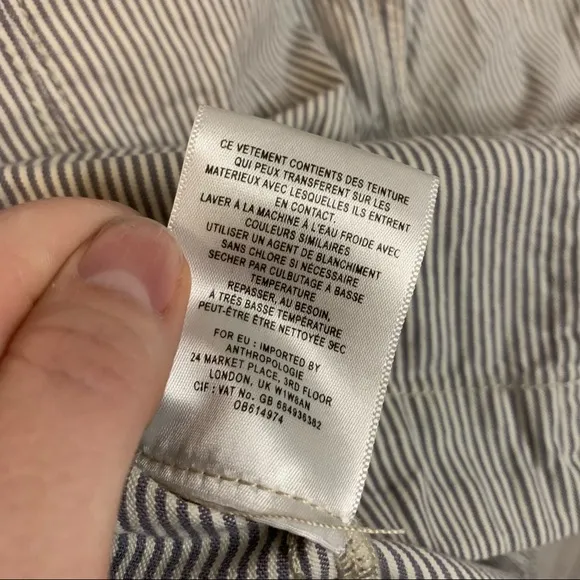 CE VETEMENT CONTIENTS DES TEINTURE
QUI PEUX TRANSFERENT SUR LES
MATERIEUX AVEC LESQUELLES ILS ENTRENT
EN CONTACT.
LAVER À LA MACHINE À L'EAU FROIDE AVEC
COULEURS SIMILAIRES
UTILISER UN AGENT DE BLANCHIMENT
SANS CHLORE SI NÉCESSAIRE
SECHER PAR CULBUTAGE À BASSE
TEMPERATURE
REPASSER, AU BESOIN,
À TRÈS BASSE TEMPÉRATURE
PEUT-ÊTRE ÊTRE NETTOYÉE SEC
FOR EU : IMPORTED BY
ANTHROPOLOGIE
24 MARKET PLACE, 3RD FLOOR
LONDON, UK W1W8AN
CIF : VAT No. GB 664936382
OB614974